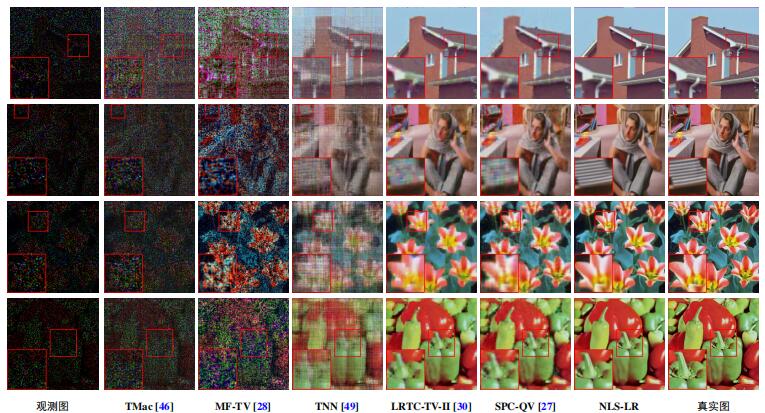 观测图 TMac [46] MF-TV [28] TNN [49] LRTC-TV-II [30] SPC-QV [27] NLS-LR 真实图